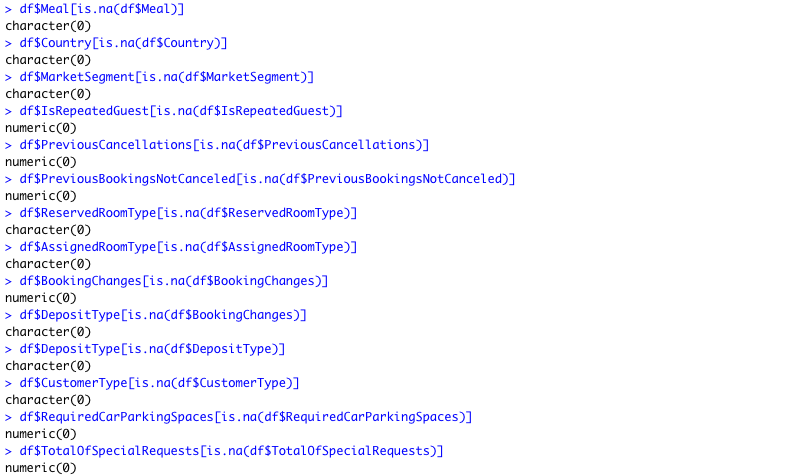 > df$Meal[is.na(df$Meal)]
character(0)
> df$Country[is.na(df$Country)]
character(0)
> df$MarketSegment[is.na(df$MarketSegment)]
character(0)
> df$IsRepeatedGuest[is.na(df$IsRepeatedGuest)]
numeric(0)
> df$PreviousCancellations[is.na(df$PreviousCancellations)]
numeric(0)
> df$PreviousBookingsNotCanceled[is.na(df$PreviousBookingsNotCanceled)]
numeric(0)
> df$ReservedRoomType[is.na(df$ReservedRoomType)]
character(0)
> df$AssignedRoomType[is.na(df$AssignedRoomType)]
character(0)
> df$BookingChanges[is.na(df$BookingChanges)]
numeric(0)
> df$DepositType[is.na(df$BookingChanges)]
character(0)
> df$DepositType[is.na(df$DepositType)]
character(0)
> df$CustomerType[is.na(df$CustomerType)]
character(0)
> df$RequiredCarParkingSpaces[is.na(df$RequiredCarParkingSpaces)]
numeric(0)
> df$TotalOfSpecialRequests[is.na(df$TotalOfSpecialRequests)]
numeric(0)